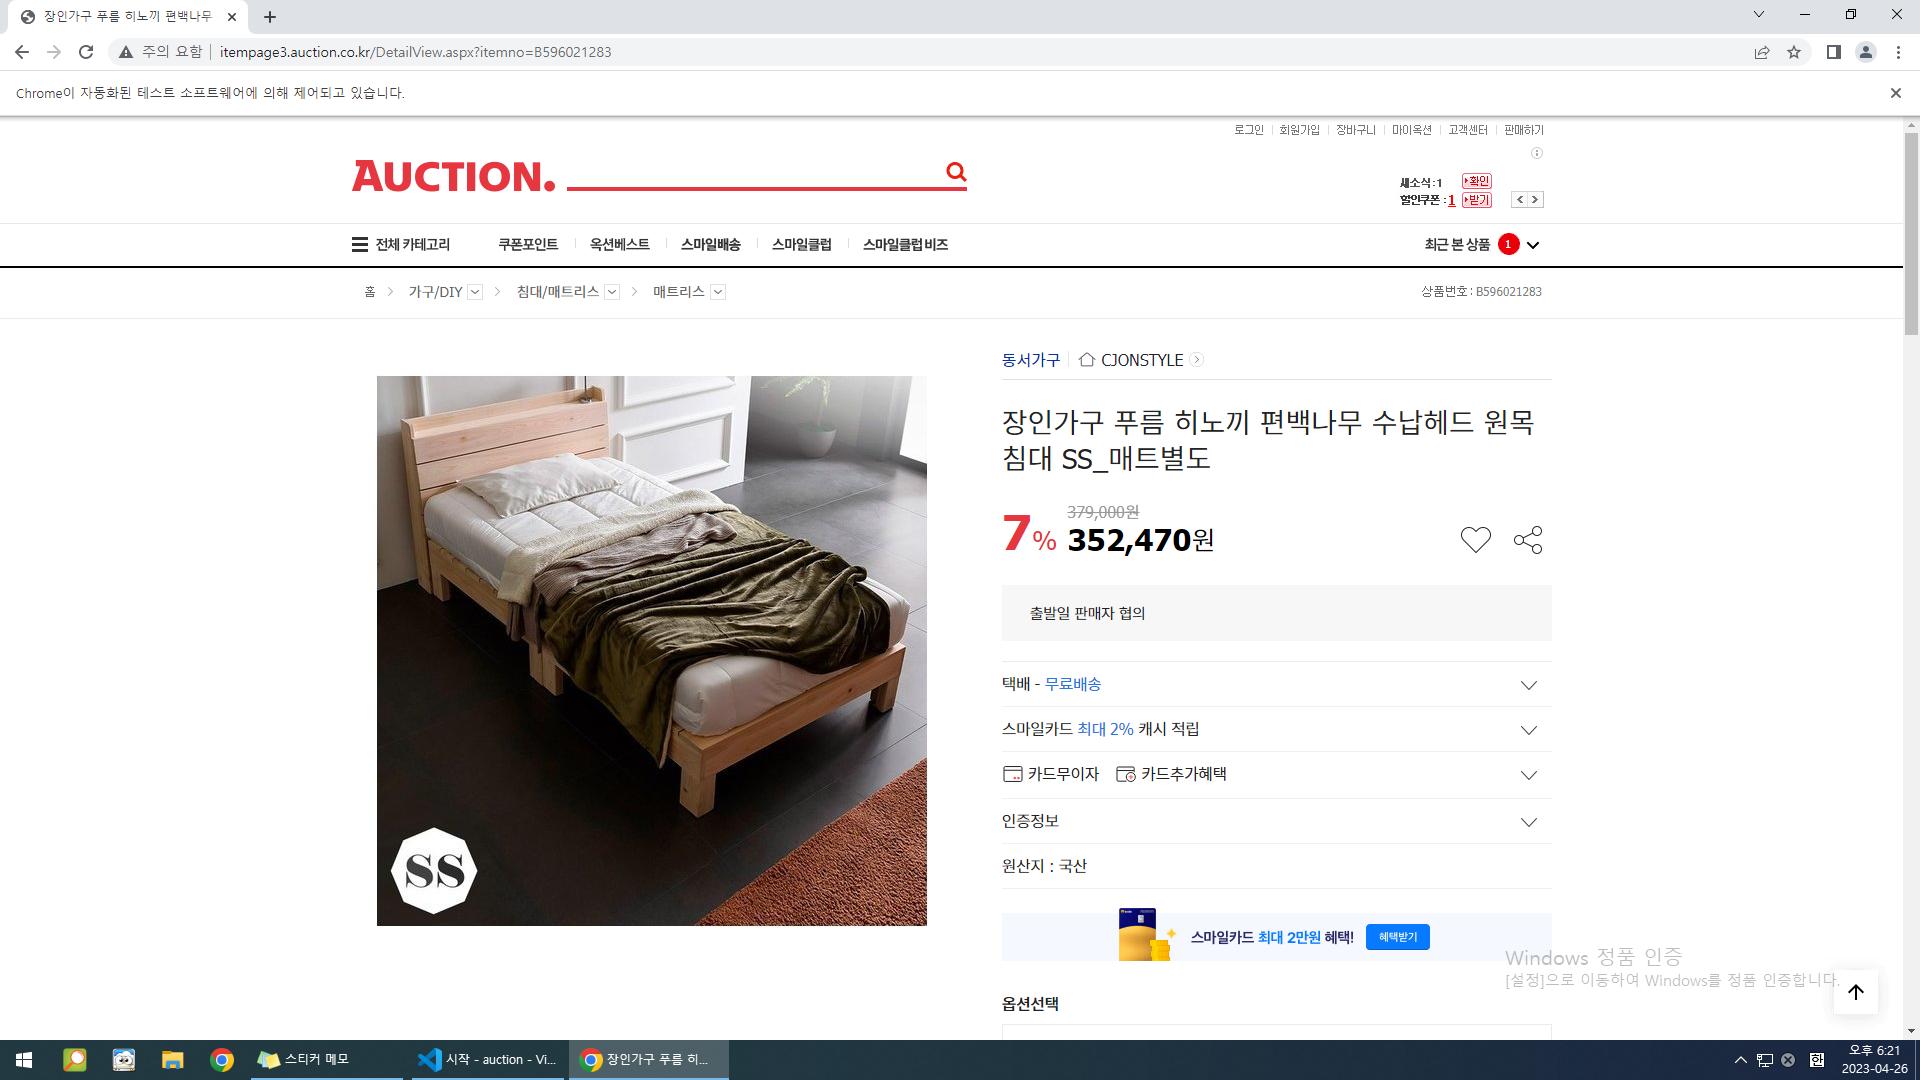 장인가구 푸름 히노끼 편백나무
주의 요함
itempage3.auction.co.kr/DetailView.aspx?itemno=B596021283
Chrome이 자동화된 테스트 소프트웨어에 의해 제어되고 있습니다.
로그인 회원가입 장바구니 마이옥션 고객센터 판매하기
AUCTION.
새소식:1 확인
할인쿠폰:1 받기
전체 카테고리 쿠폰포인트 옥션베스트 스마일배송 스마일클럽 스마일클럽 비즈 최근 본 상품 1
홈 가구/DIY 침대/매트리스 매트리스 상품번호 : B596021283
동서가구 CJONSTYLE
장인가구 푸름 히노끼 편백나무 수납헤드 원목
침대 SS_매트별도
379,000원
7% 352,470원
출발일 판매자 협의
택배 - 무료배송
스마일카드 최대 2% 캐시 적립
카드무이자 카드추가혜택
인증정보
원산지 : 국산
SS
스마일카드 최대 2만원 혜택! 혜택받기
Windows 정품 인증
[설정]으로 이동하여 Windows를 정품 인증합니다.
옵션선택
스티커 메모 시작 - auction - Vi... 장인가구 푸름 히... 한 오후 6:21
2023-04-26